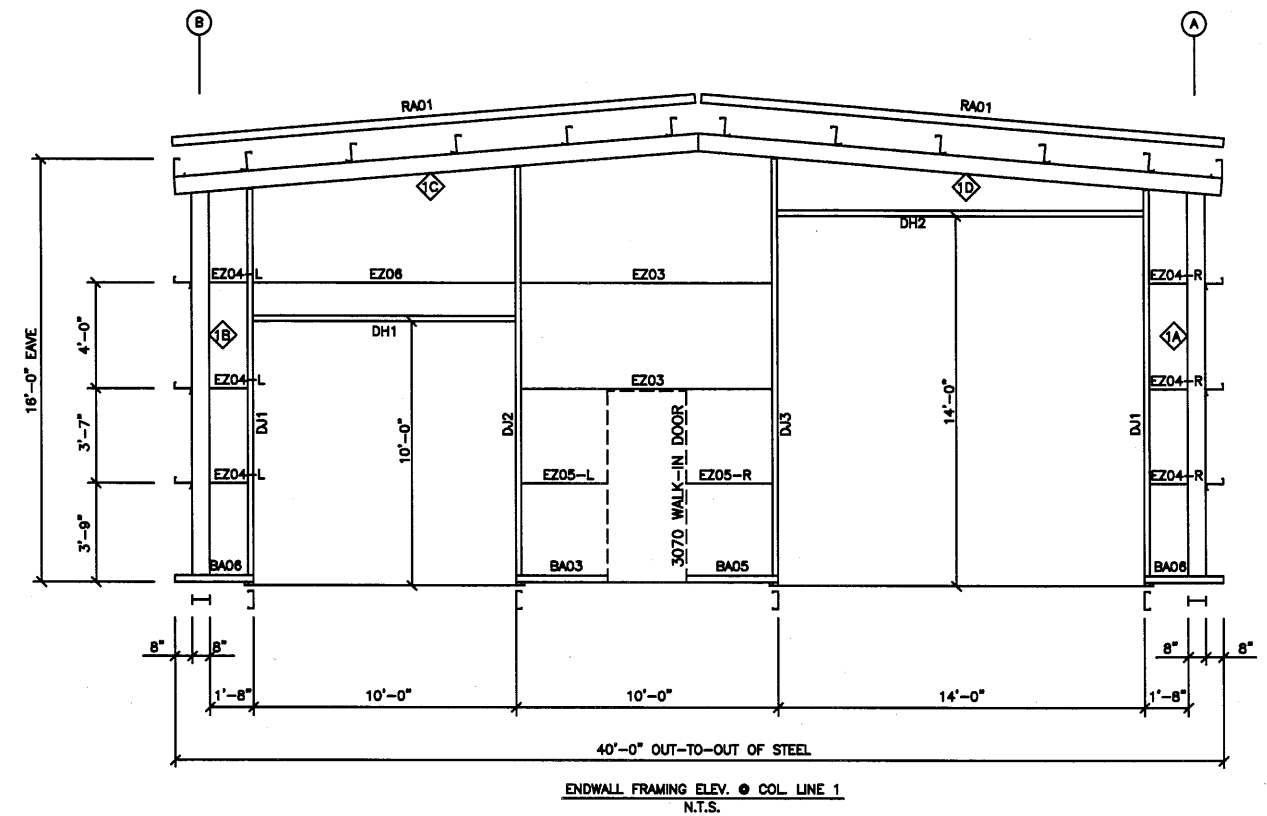 B
A
RA01
RA01
1C
1D
DH2
EZ04-L
EZ06
EZ03
EZ04-R
16'-0" EAVE
4'-0"
1B
DH1
1A
EZ04-L
EZ03
EZ04-R
3'-7"
DJ1
10'-0"
DJ2
3070 WALK-IN DOOR
DJ3
14'-0"
DJ1
EZ04-L
EZ05-L
EZ05-R
EZ04-R
3'-9"
BA06
BA03
BA05
BA06
8"
8"
8"
8"
1'-8"
10'-0"
10'-0"
14'-0"
1'-8"
40'-0" OUT-TO-OUT OF STEEL
ENDWALL FRAMING ELEV. @ COL. LINE 1
N.T.S.